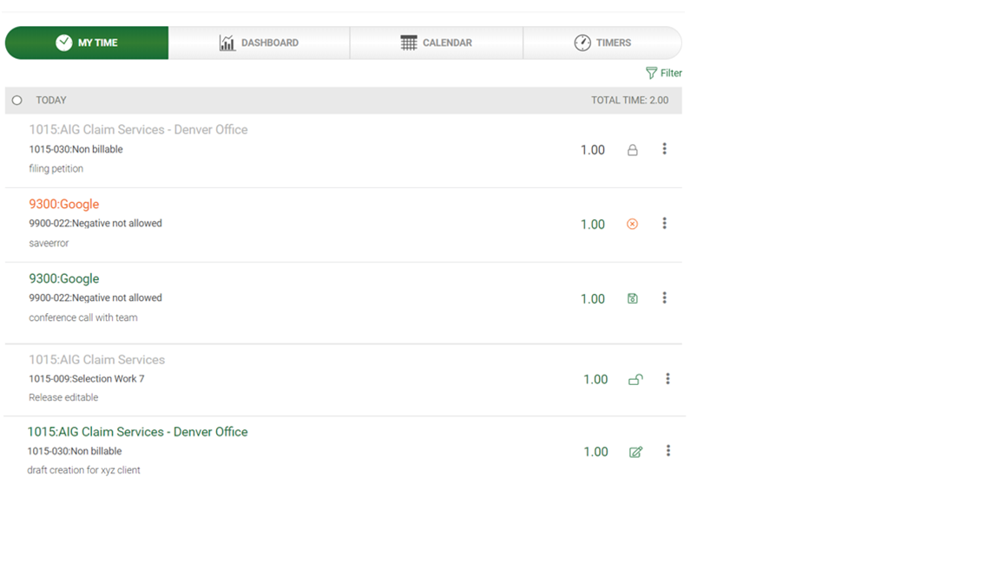 MY TIME
DASHBOARD
CALENDAR
TIMERS
Filter
TODAY
TOTAL TIME: 2.00
1015:AIG Claim Services - Denver Office
1015-030:Non billable
1.00
filing petition
9300:Google
9900-022:Negative not allowed
1.00
saveerror
9300:Google
9900-022:Negative not allowed
1.00
conference call with team
1015:AIG Claim Services
1015-009:Selection Work 7
1.00
Release editable
1015:AIG Claim Services - Denver Office
1015-030:Non billable
1.00
draft creation for xyz client